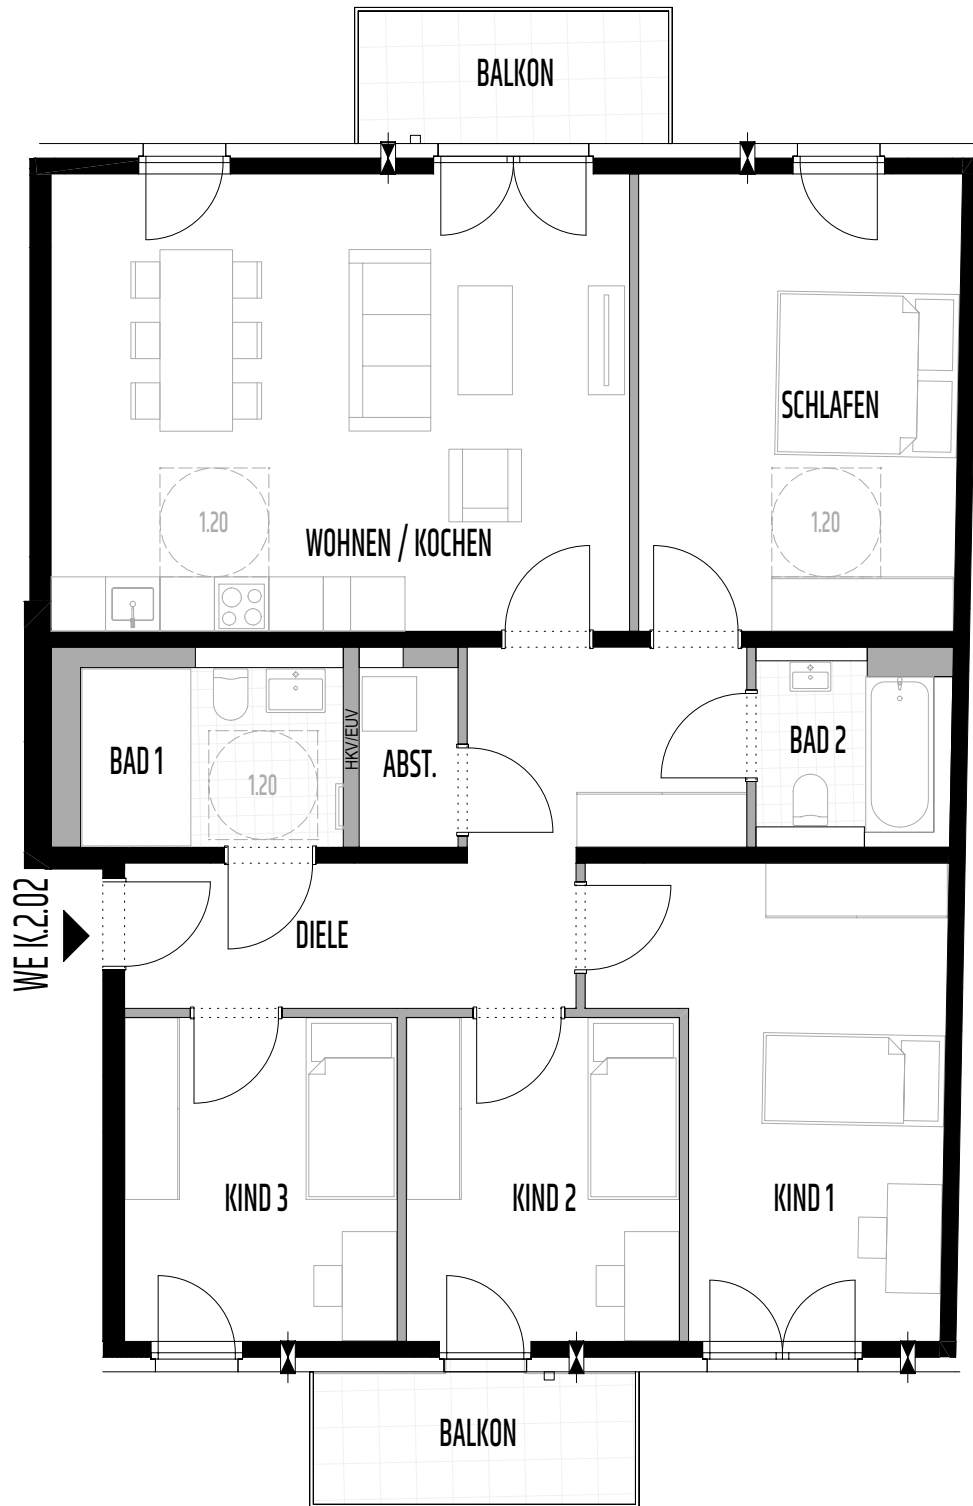 BALKON
SCHLAFEN
1.20
1.20
WOHNEN / KOCHEN
BAD 1
1.20
HKV/EUV
ABST.
BAD 2
WE K.2.02
DIELE
KIND 3
KIND 2
KIND 1
BALKON